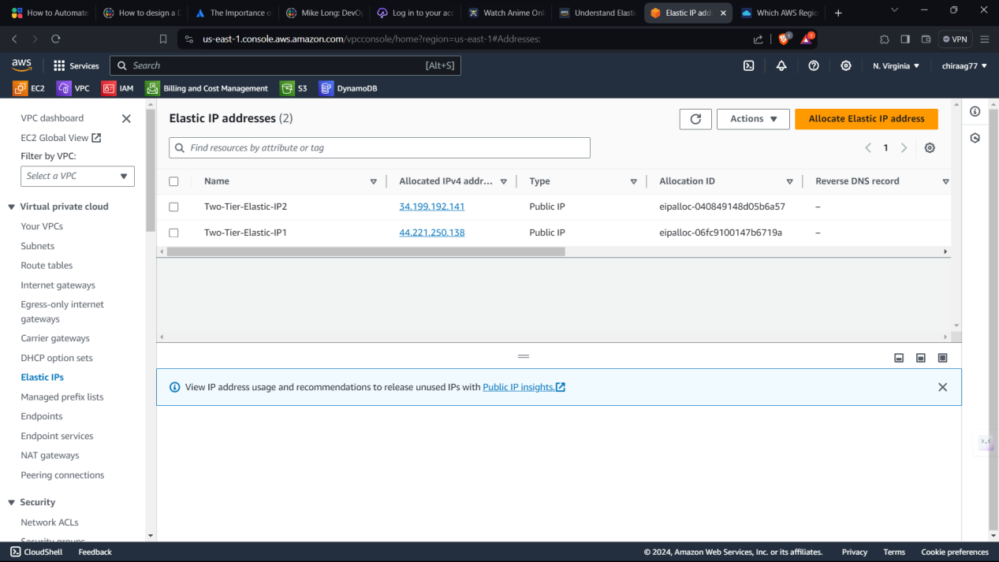 How to Automate
How to design a D
The Importance o
Mike Long: DevOp
Log in to your acc
Watch Anime Onl
Understand Elasti
Elastic IP addr
Which AWS Regio
us-east-1.console.aws.amazon.com/vpcconsole/home?region=us-east-1#Addresses:
1
1
VPN
aws
Services
Search
[Alt+S]
N. Virginia
chiraag77
EC2
VPC
IAM
Billing and Cost Management
S3
DynamoDB
VPC dashboard
EC2 Global View
Filter by VPC:
Select a VPC
Virtual private cloud
Your VPCs
Subnets
Route tables
Internet gateways
Egress-only internet
gateways
Carrier gateways
DHCP option sets
Elastic IPs
Managed prefix lists
Endpoints
Endpoint services
NAT gateways
Peering connections
Security
Network ACLs
Security groups
Elastic IP addresses (2)
Actions
Allocate Elastic IP address
Find resources by attribute or tag
1
Name Allocated IPv4 addr... Type Allocation ID Reverse DNS record
Two-Tier-Elastic-IP2 34.199.192.141 Public IP eipalloc-040849148d05b6a57 –
Two-Tier-Elastic-IP1 44.221.250.138 Public IP eipalloc-06fc9100147b6719a –
View IP address usage and recommendations to release unused IPs with Public IP insights.
CloudShell
Feedback
© 2024, Amazon Web Services, Inc. or its affiliates.
Privacy
Terms
Cookie preferences